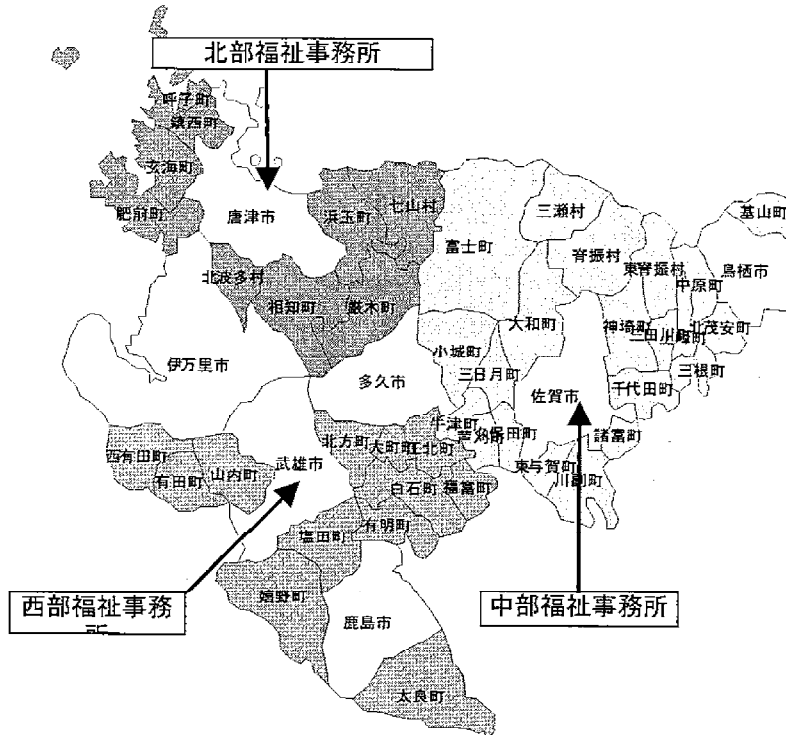 北部福祉事務所
呼子町
鎮西町
玄海町
肥前町
唐津市
浜玉町
七山村
北波多村
相知町
厳木町
富士町
三瀬村
脊振村
東脊振村
基山町
鳥栖市
中原町
北茂安町
神埼町
三田川町
三根町
千代田町
大和町
小城町
三日月町
佐賀市
諸富町
東与賀町
川副町
伊万里市
多久市
牛津町
芦刈町
北方町
大町町
江北町
白石町
福富町
有明町
西有田町
有田町
山内町
武雄市
塩田町
嬉野町
鹿島市
太良町
西部福祉事務
所
中部福祉事務所